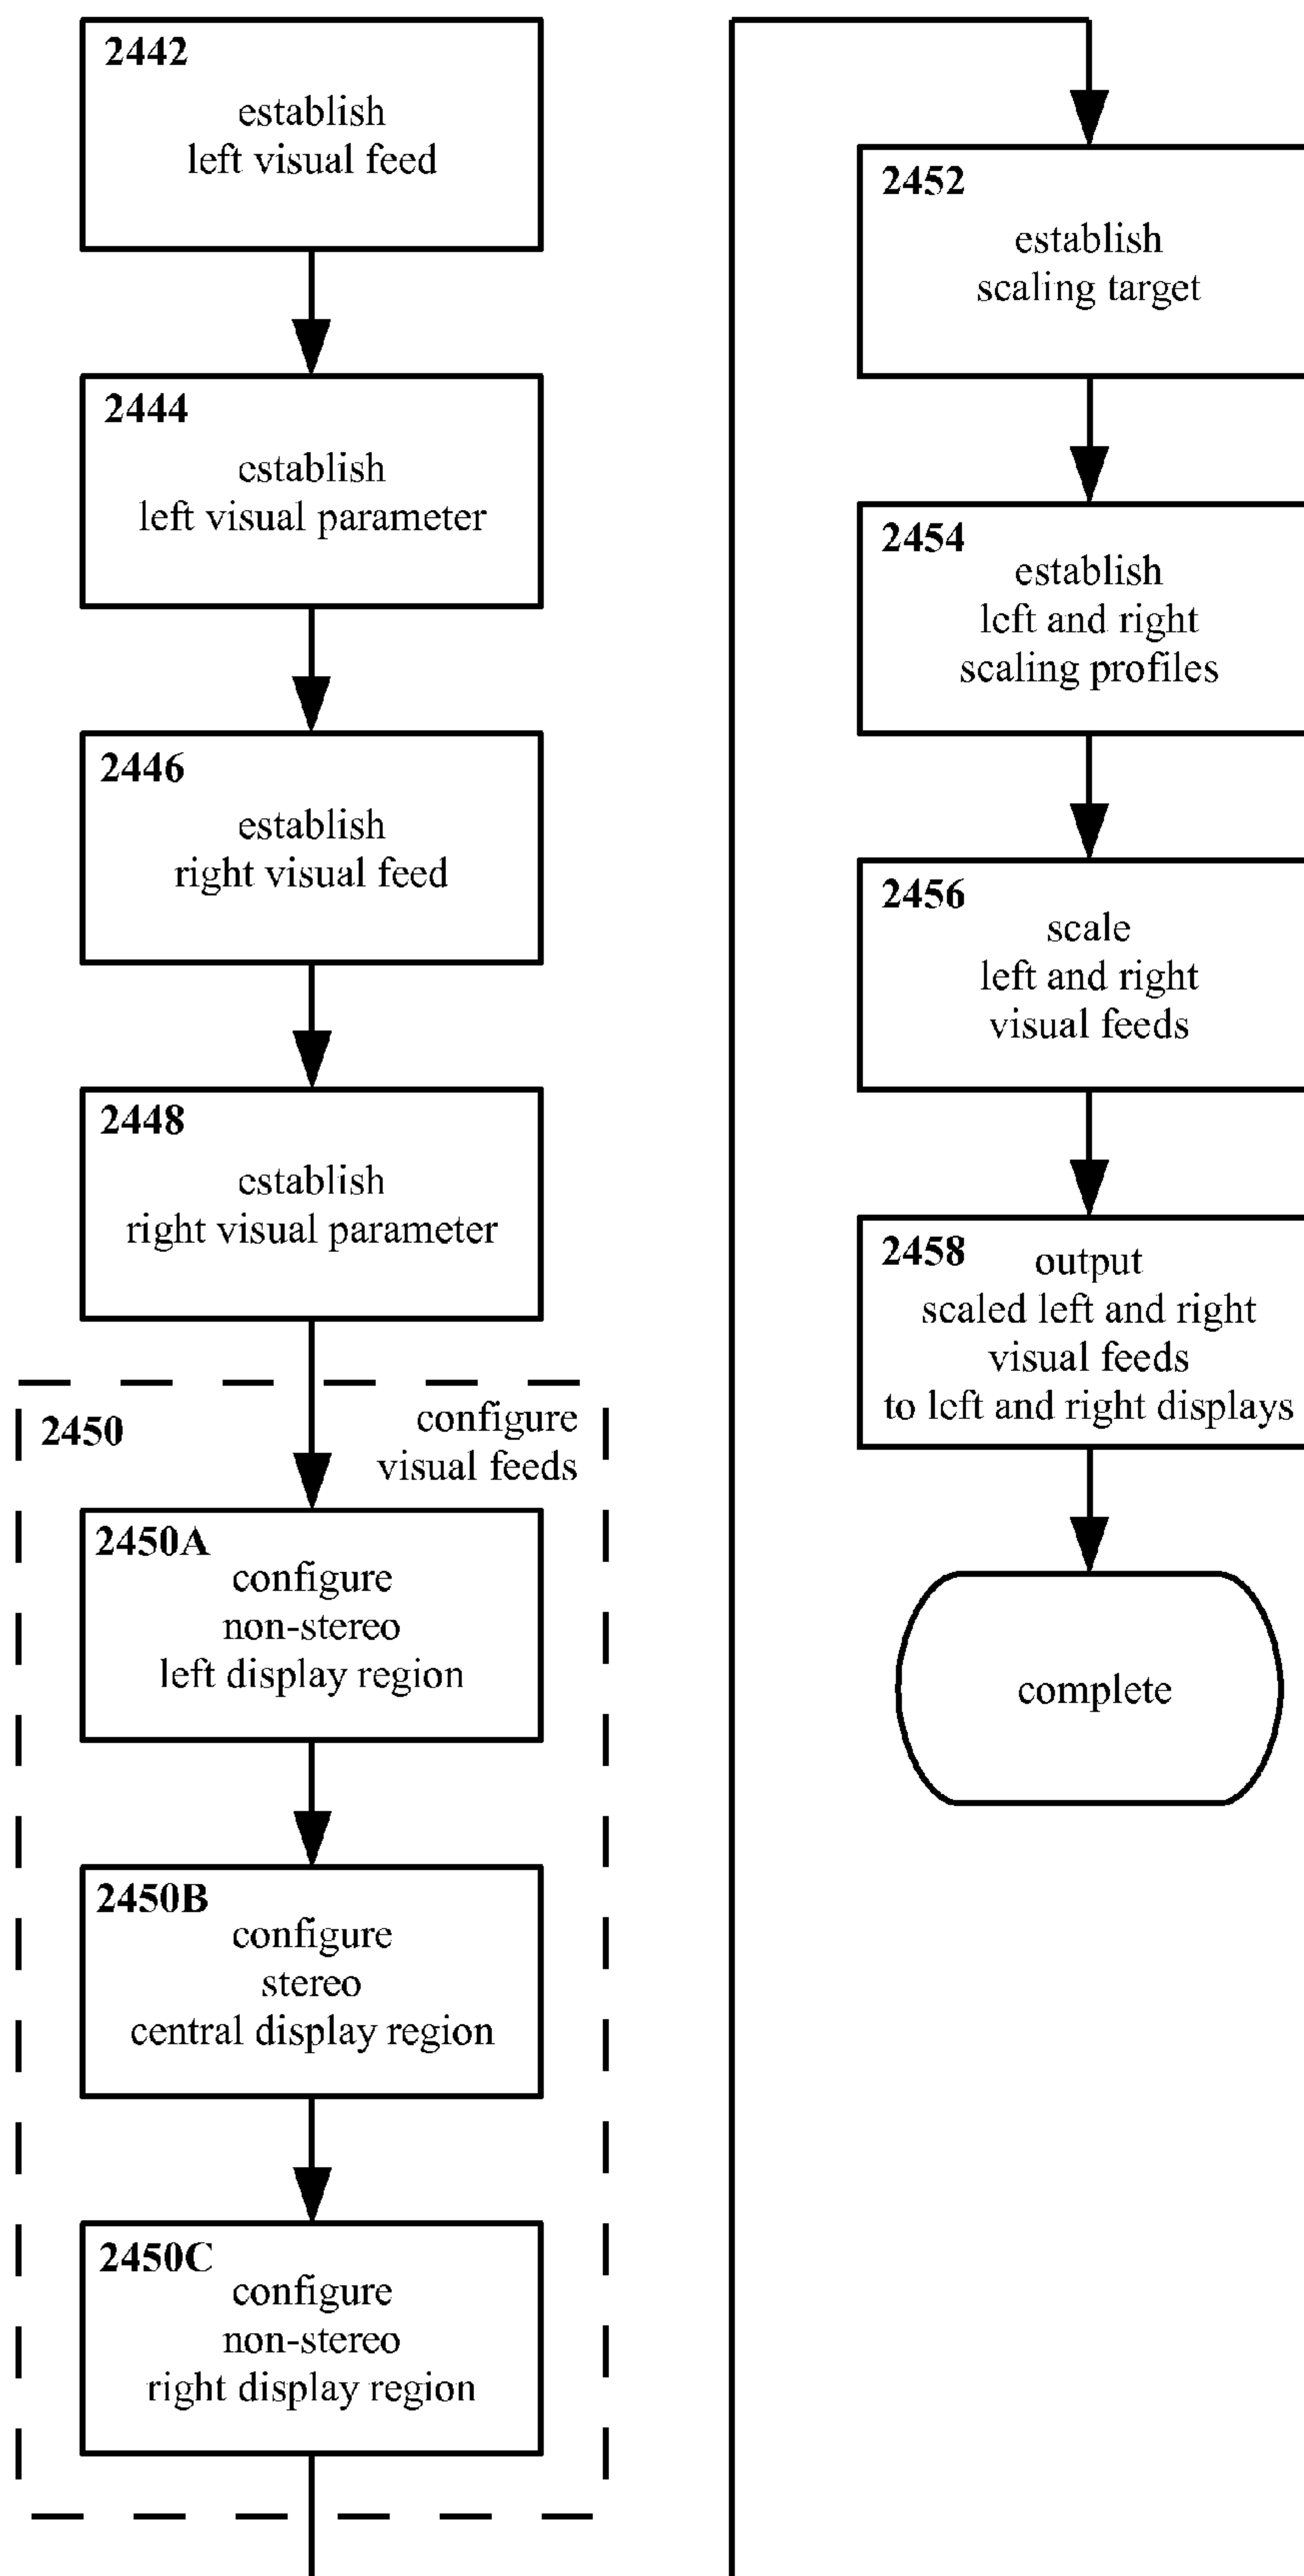 2442
establish
left visual feed
2444
establish
left visual parameter
2446
establish
right visual feed
2448
establish
right visual parameter
2450
configure
visual feeds
2450A
configure
non-stereo
left display region
2450B
configure
stereo
central display region
2450C
configure
non-stereo
right display region
2452
establish
scaling target
2454
establish
left and right
scaling profiles
2456
scale
left and right
visual feeds
2458
output
scaled left and right
visual feeds
to left and right displays
complete